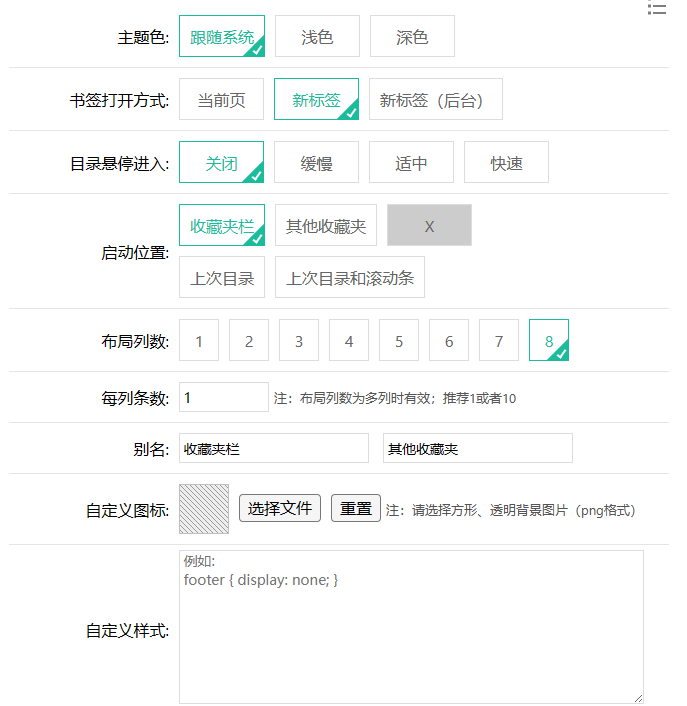 主题色: 跟随系统 浅色 深色
书签打开方式: 当前页 新标签 新标签（后台）
目录悬停进入: 关闭 缓慢 适中 快速
启动位置: 收藏夹栏 其他收藏夹 X
上次目录 上次目录和滚动条
布局列数: 1 2 3 4 5 6 7 8
每列条数: 1 注：布局列数为多列时有效；推荐1或者10
别名: 收藏夹栏 其他收藏夹
自定义图标: 选择文件 重置 注：请选择方形、透明背景图片（png格式）
自定义样式: 例如:
footer { display: none; }